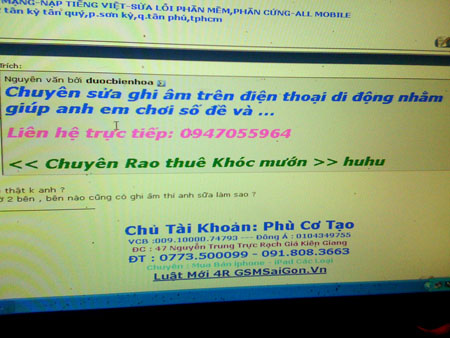 MẠNG-NẠP TIẾNG VIỆT-SỬA LỖI PHẦN MỀM,PHẦN CỨNG-ALL MOBILE
tân kỳ tân quý,p.sơn kỳ,q.tân phú,tphcm
Trích:
Nguyên văn bởi duocbienhoa
Chuyên sửa ghi âm trên điện thoại di động nhằm
giúp anh em chơi số đề và ...
Liên hệ trực tiếp: 0947055964
<< Chuyên Rao thuê Khóc mướn >> huhu
thật k anh ?
2 bên , bên nào cũng có ghi âm thi anh sữa làm sao ?
Chủ Tài Khoản: Phù Cơ Tạo
VCB :009.10000.74793 --- Đông Á : 0104349755
ĐC : 47 Nguyễn Trung Trực Rạch Giá Kiên Giang
ĐT : 0773.500099 - 091.808.3663
Chuyên : Mua Bán iphone - iPad Các Loại
Luật Mới 4R GSMSaiGon.Vn